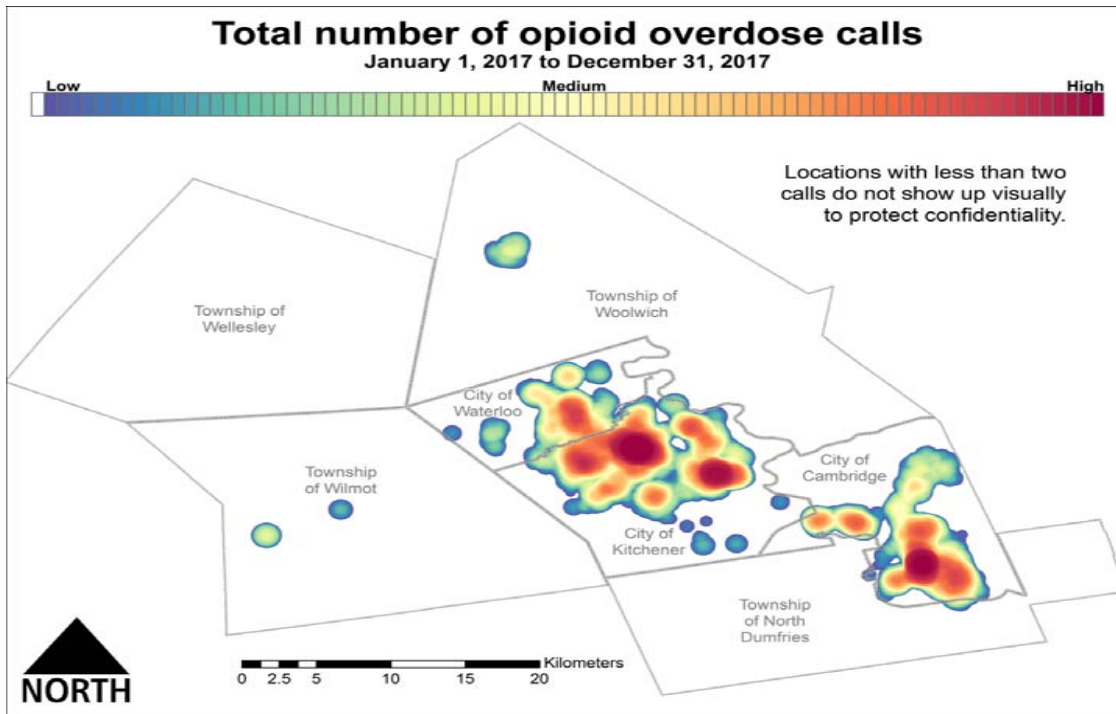 Total number of opioid overdose calls
January 1, 2017 to December 31, 2017
Low Medium High
Locations with less than two
calls do not show up visually
to protect confidentiality.
Township of
Wellesley
Township of
Woolwich
City of
Waterloo
City of
Cambridge
Township
of Wilmot
City of
Kitchener
Township
of North
Dumfries
NORTH
Kilometers
0 2.5 5 10 15 20